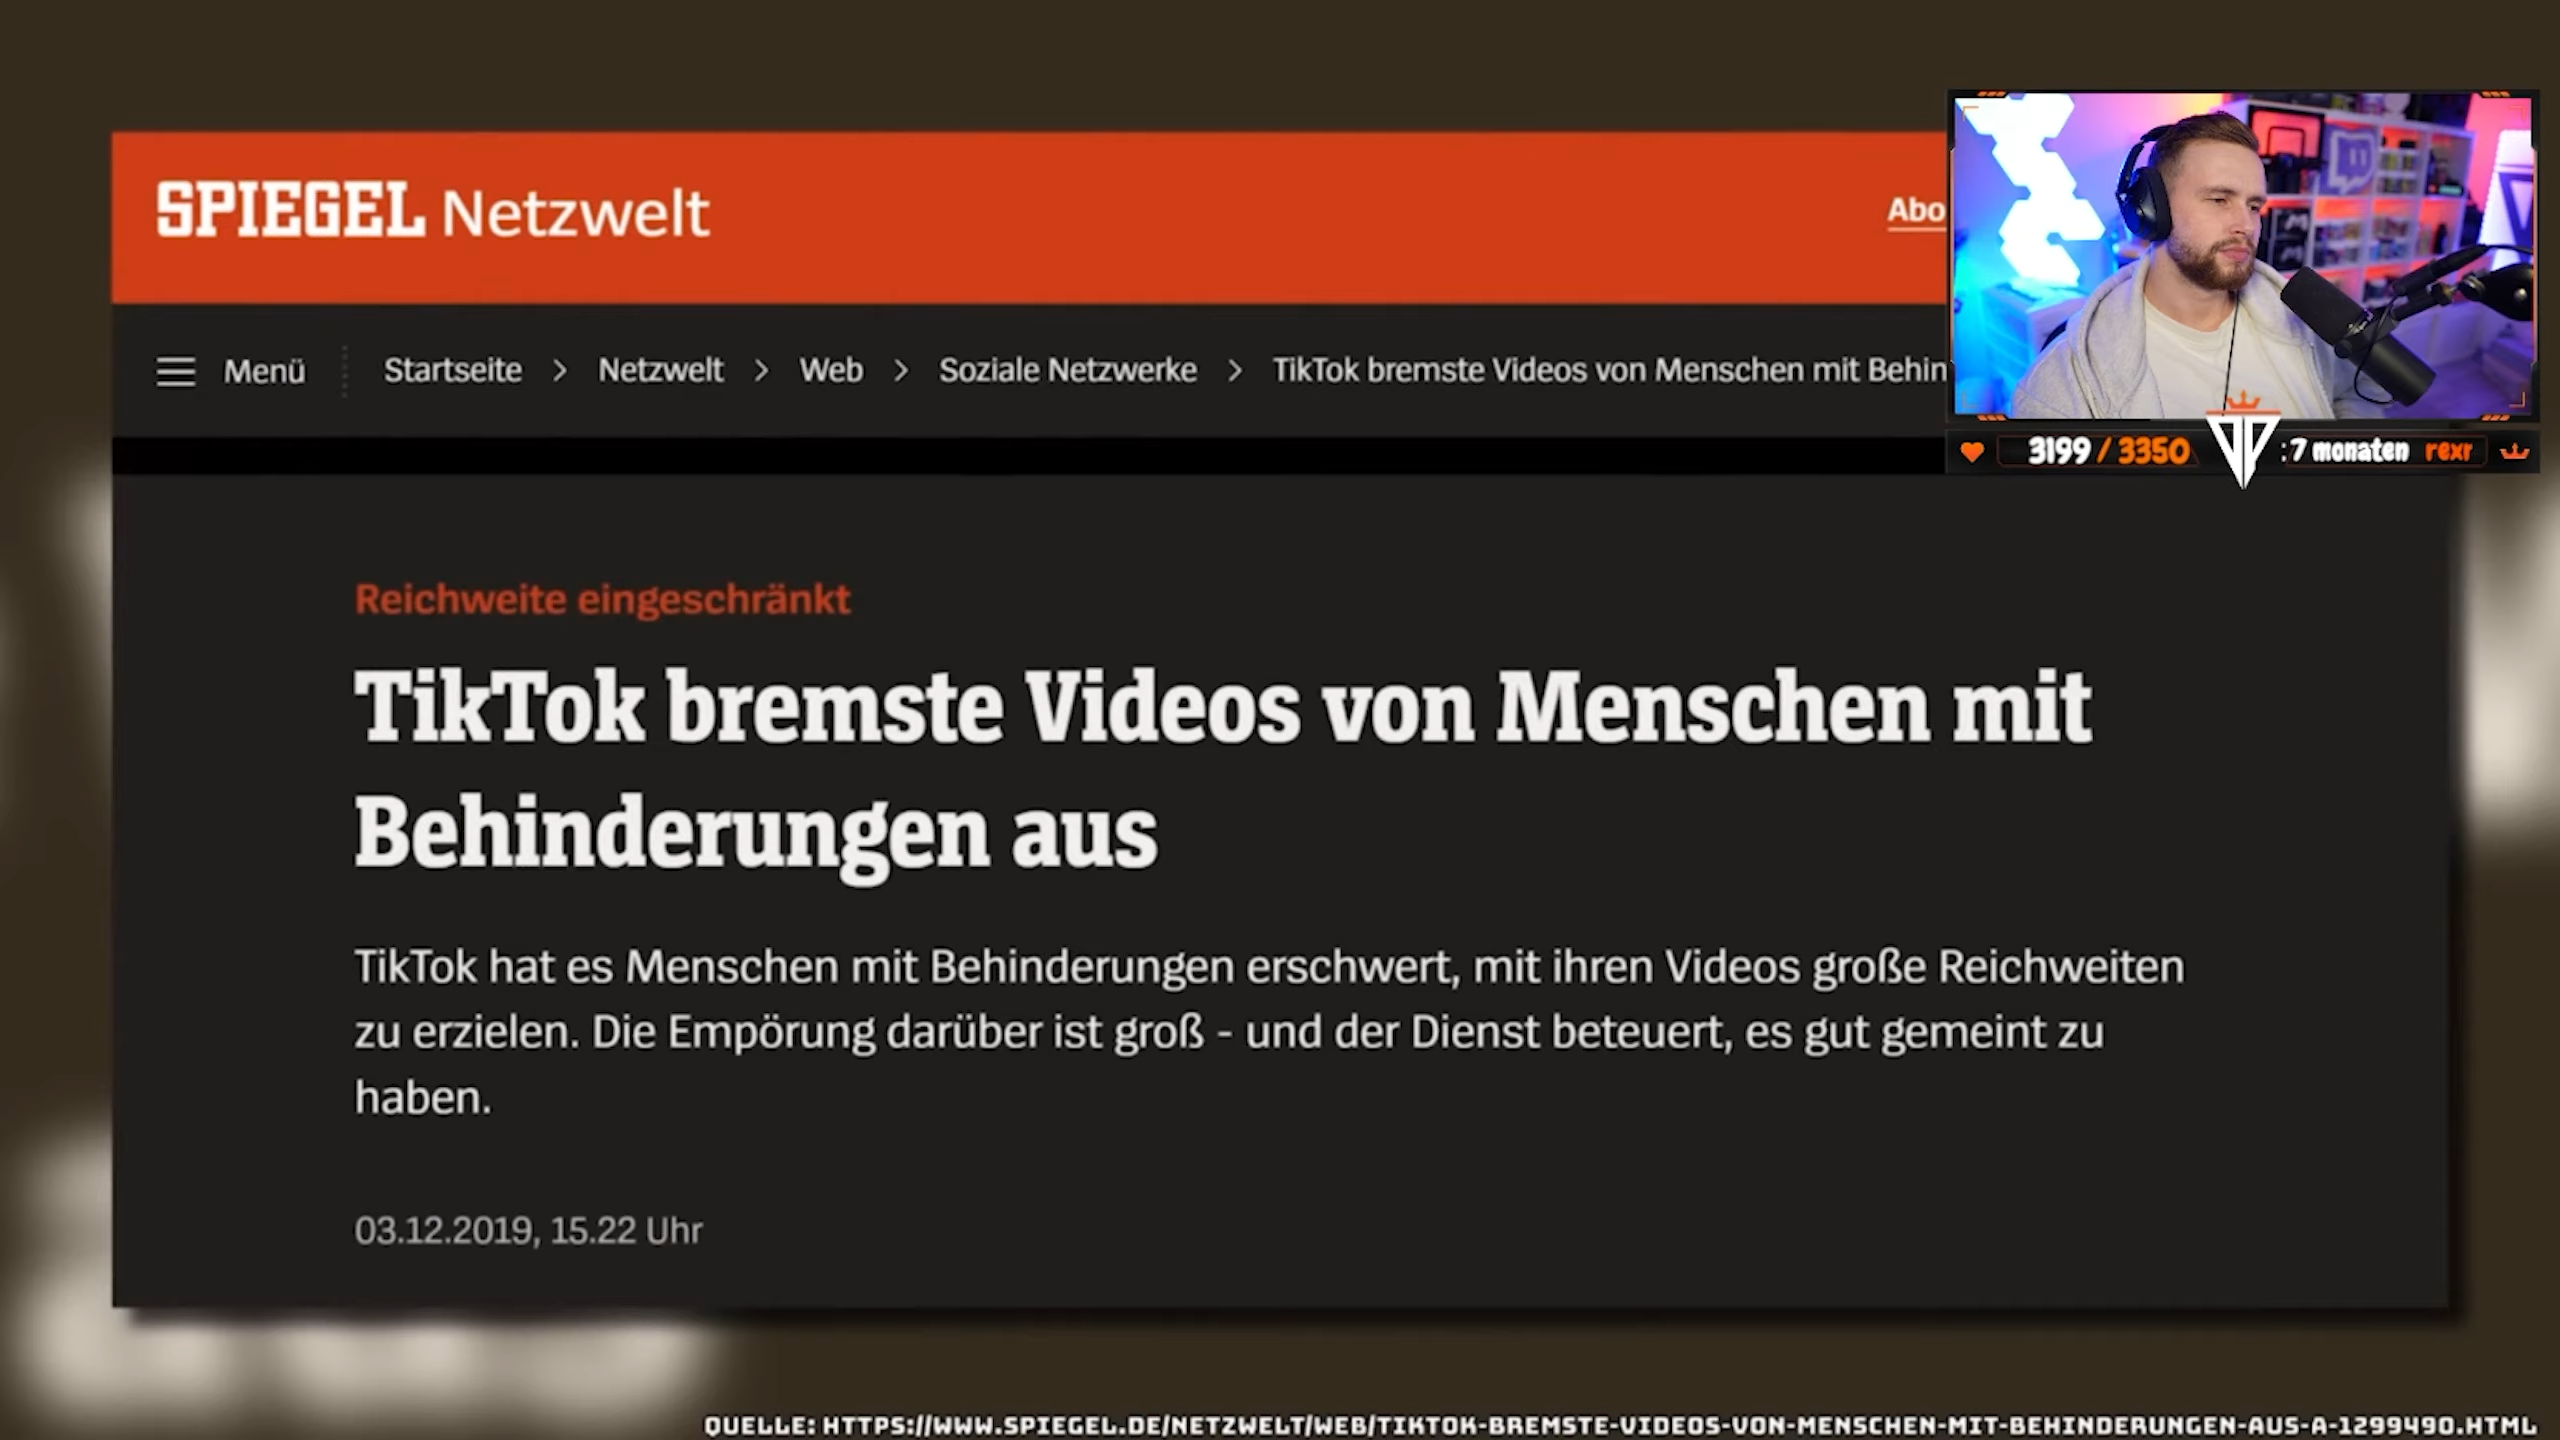 SPIEGEL Netzwelt
Abo
Menü
Startseite > Netzwelt > Web > Soziale Netzwerke > TikTok bremste Videos von Menschen mit Behin
3199 / 3350
: 7 monaten rexr
Reichweite eingeschränkt
TikTok bremste Videos von Menschen mit
Behinderungen aus
TikTok hat es Menschen mit Behinderungen erschwert, mit ihren Videos große Reichweiten
zu erzielen. Die Empörung darüber ist groß - und der Dienst beteuert, es gut gemeint zu
haben.
03.12.2019, 15.22 Uhr
QUELLE: HTTPS://WWW.SPIEGEL.DE/NETZWELT/WEB/TIKTOK-BREMSTE-VIDEOS-VON-MENSCHEN-MIT-BEHINDERUNGEN-AUS-A-1299490.HTML